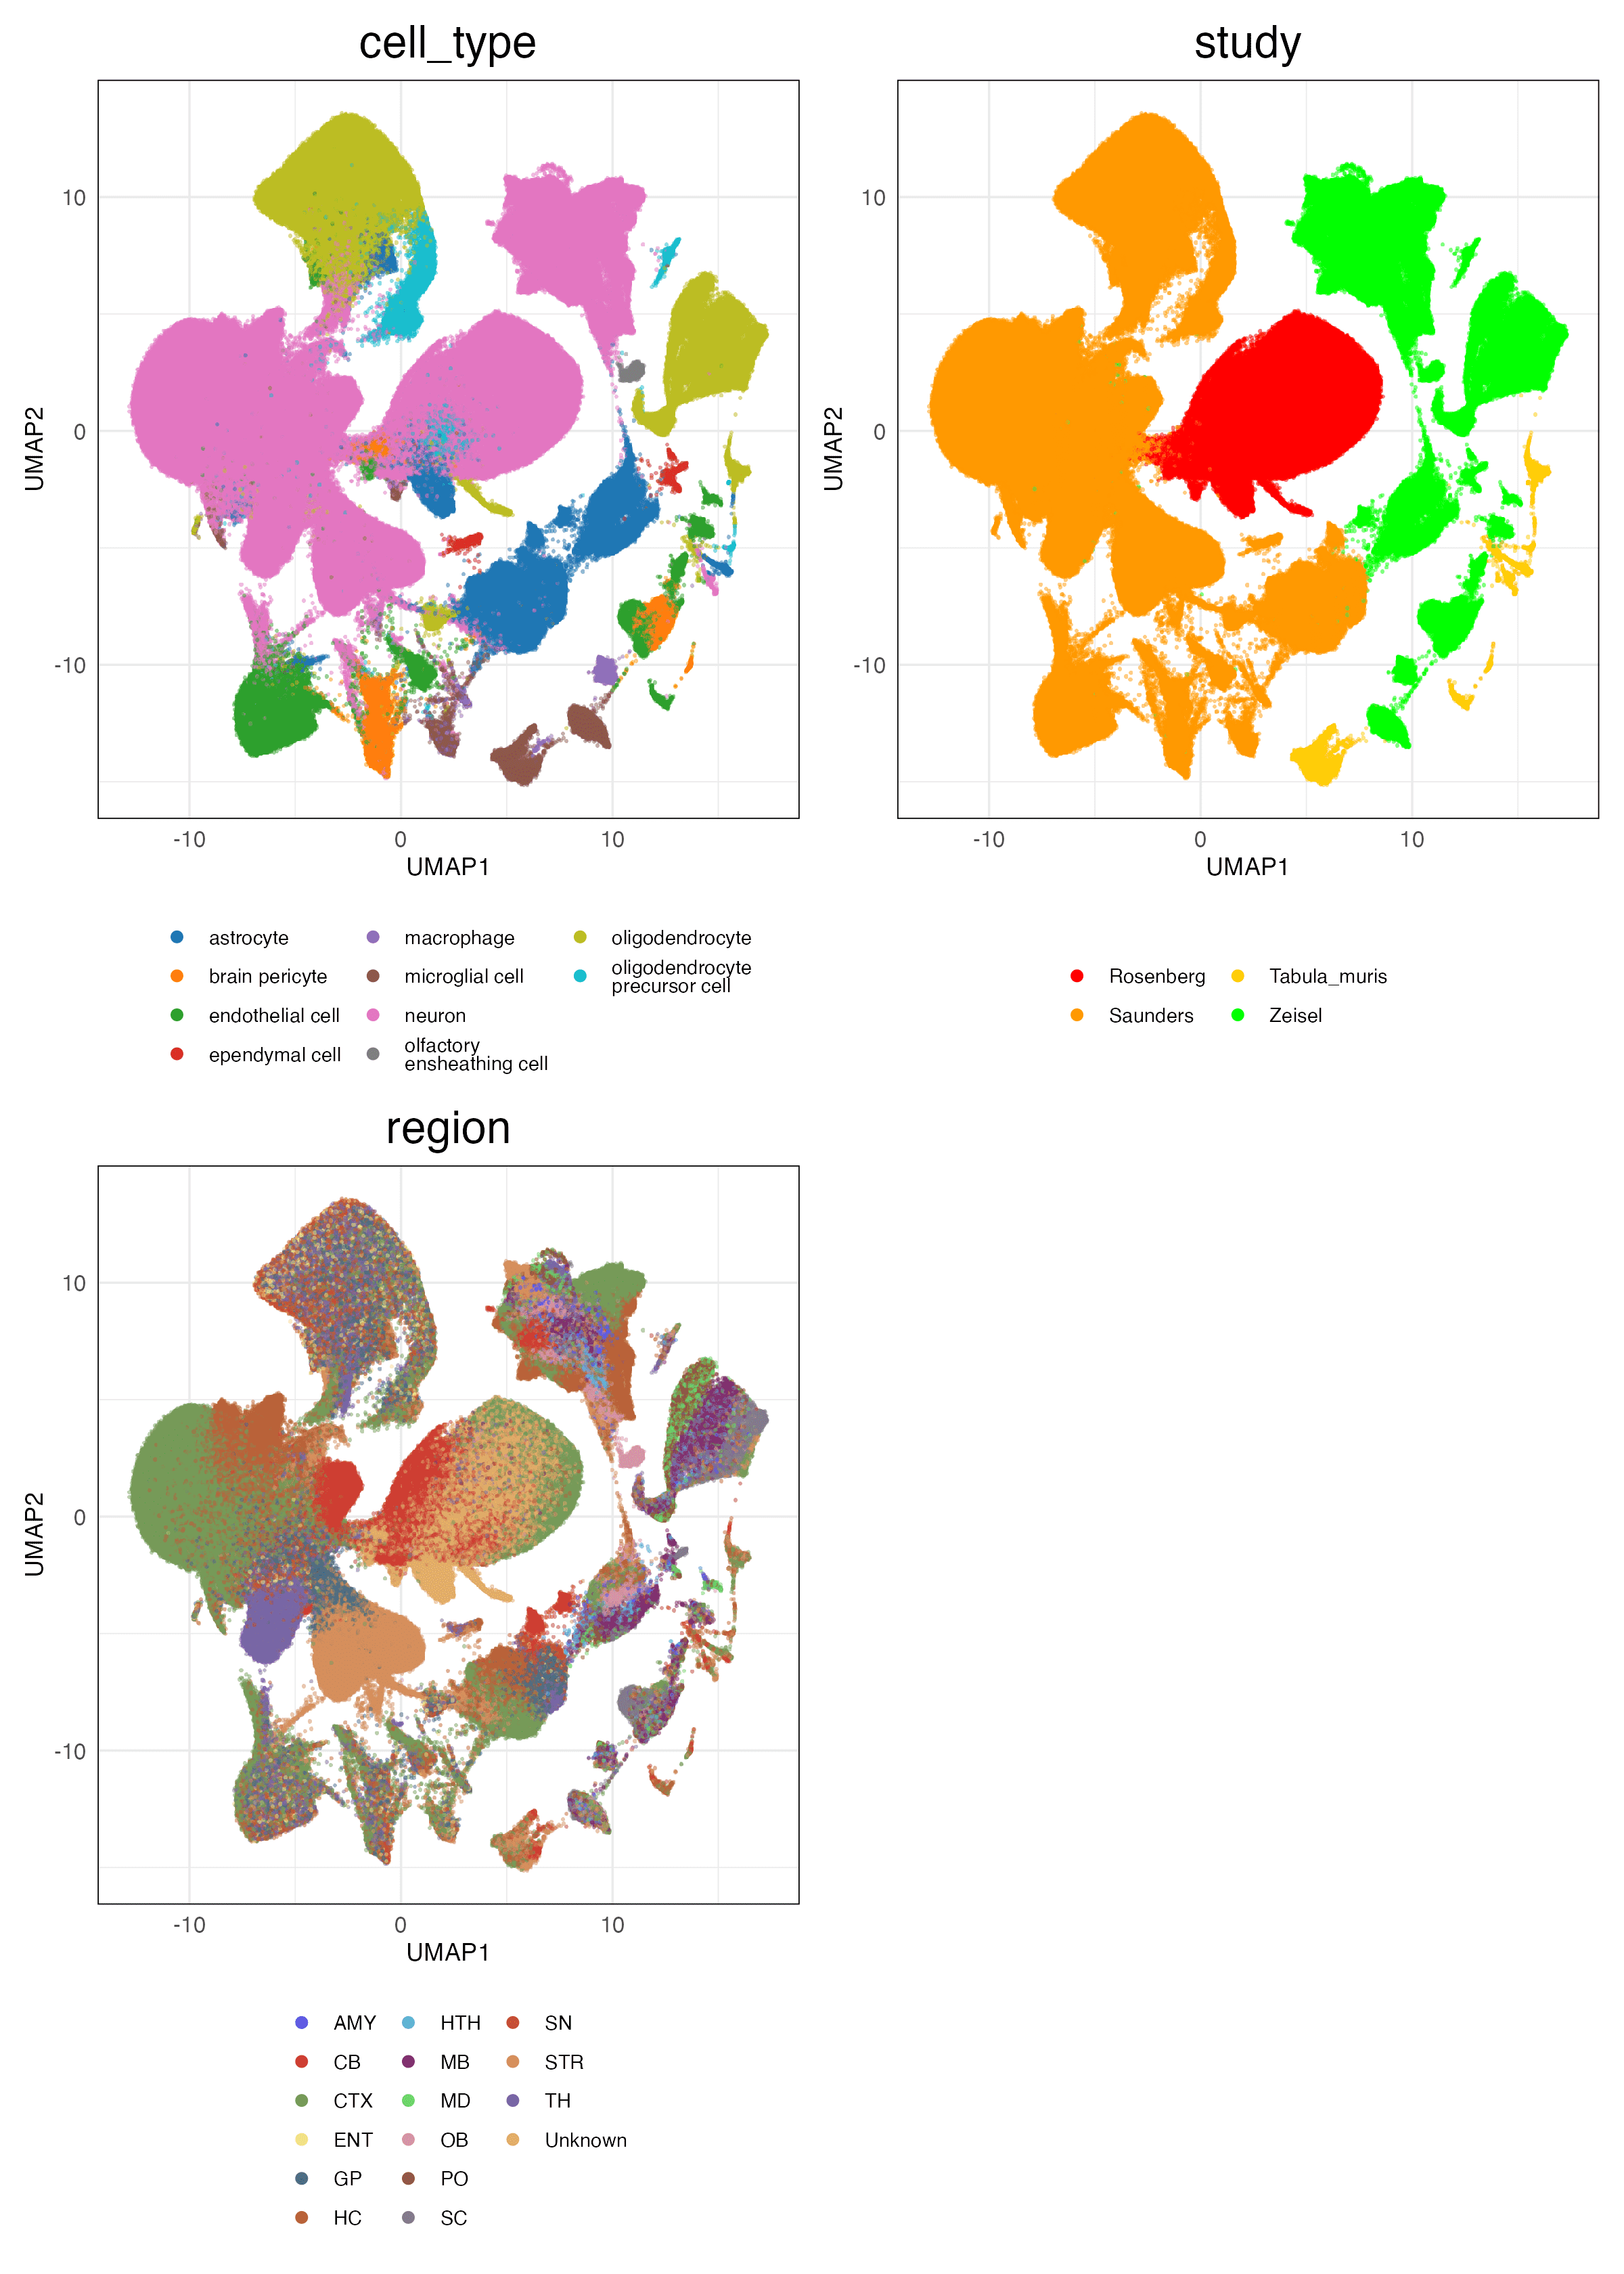 cell_type
study
10
0
-10
UMAP2
-10
0
10
UMAP1
10
0
-10
UMAP2
-10
0
10
UMAP1
astrocyte
brain pericyte
endothelial cell
ependymal cell
macrophage
microglial cell
neuron
olfactory
ensheathing cell
oligodendrocyte
oligodendrocyte
precursor cell
Rosenberg
Saunders
Tabula_muris
Zeisel
region
10
0
-10
UMAP2
-10
0
10
UMAP1
AMY
CB
CTX
ENT
GP
HC
HTH
MB
MD
OB
PO
SC
SN
STR
TH
Unknown